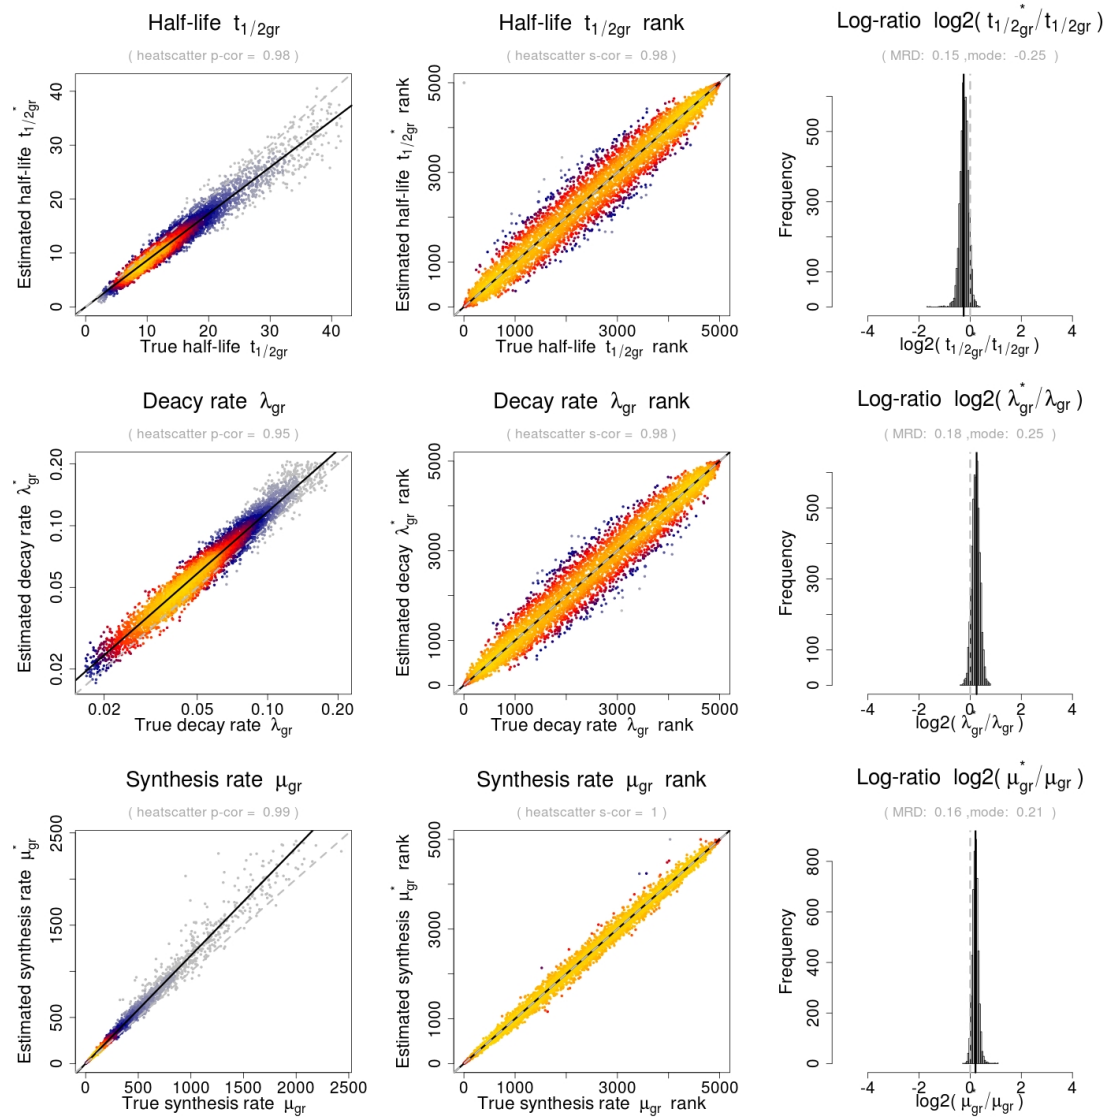 Half-life t1/2gr
( heatscatter p-cor = 0.98 )
Estimated half-life t*1/2gr
40
30
20
10
0
0 10 20 30 40
True half-life t1/2gr
Half-life t1/2gr rank
( heatscatter s-cor = 0.98 )
Estimated half-life t*1/2gr rank
5000
3000
1000
0
0 1000 3000 5000
True half-life t1/2gr rank
Log-ratio log2( t*1/2gr/t1/2gr )
( MRD: 0.15 ,mode: -0.25 )
Frequency
500
300
100
0
-4 -2 0 2 4
log2( t*1/2gr/t1/2gr )
Deacy rate λgr
( heatscatter p-cor = 0.95 )
Estimated decay rate λ*gr
0.20
0.10
0.05
0.02
0.02 0.05 0.10 0.20
True decay rate λgr
Decay rate λgr rank
( heatscatter s-cor = 0.98 )
Estimated decay λ*gr rank
5000
3000
1000
0
0 1000 3000 5000
True decay rate λgr rank
Log-ratio log2( λ*gr/λgr )
( MRD: 0.18 ,mode: 0.25 )
Frequency
500
300
100
0
-4 -2 0 2 4
log2( λ*gr/λgr )
Synthesis rate μgr
( heatscatter p-cor = 0.99 )
Estimated synthesis rate μ*gr
2500
1500
500
0
0 500 1000 1500 2000 2500
True synthesis rate μgr
Synthesis rate μgr rank
( heatscatter s-cor = 1 )
Estimated synthesis μ*gr rank
5000
3000
1000
0
0 1000 3000 5000
True synthesis rate μgr rank
Log-ratio log2( μ*gr/μgr )
( MRD: 0.16 ,mode: 0.21 )
Frequency
800
600
400
200
0
-4 -2 0 2 4
log2( μ*gr/μgr )